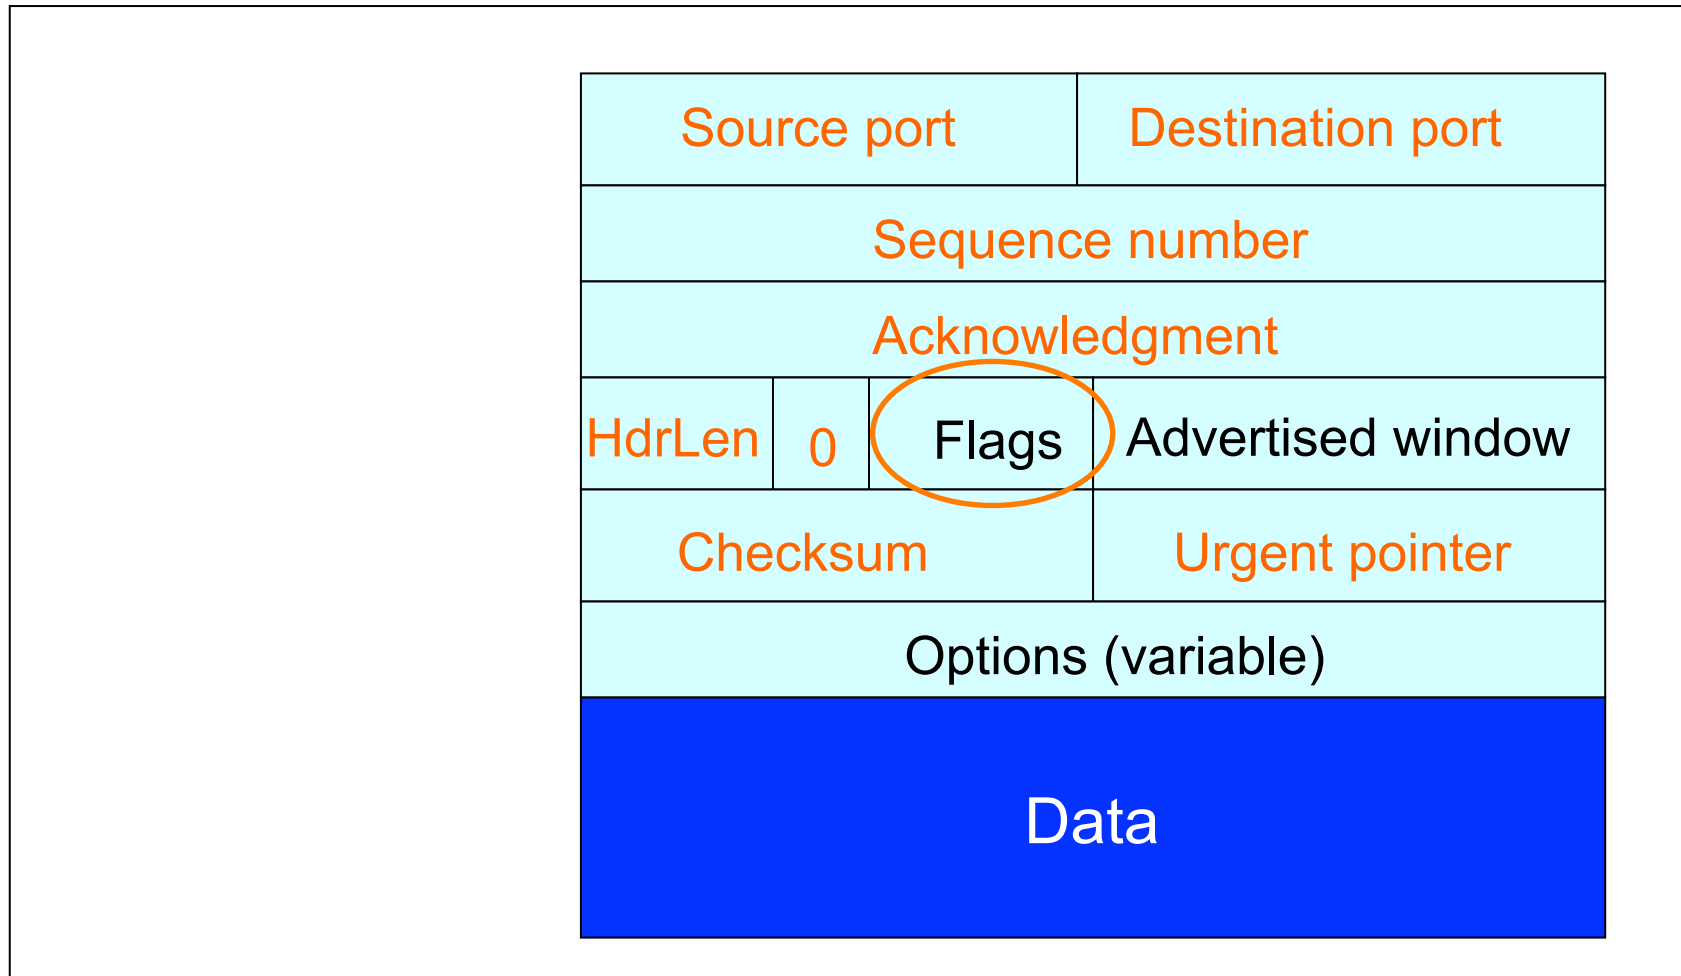 Source port Destination port
Sequence number
Acknowledgment
HdrLen 0 Flags Advertised window
Checksum Urgent pointer
Options (variable)
Data